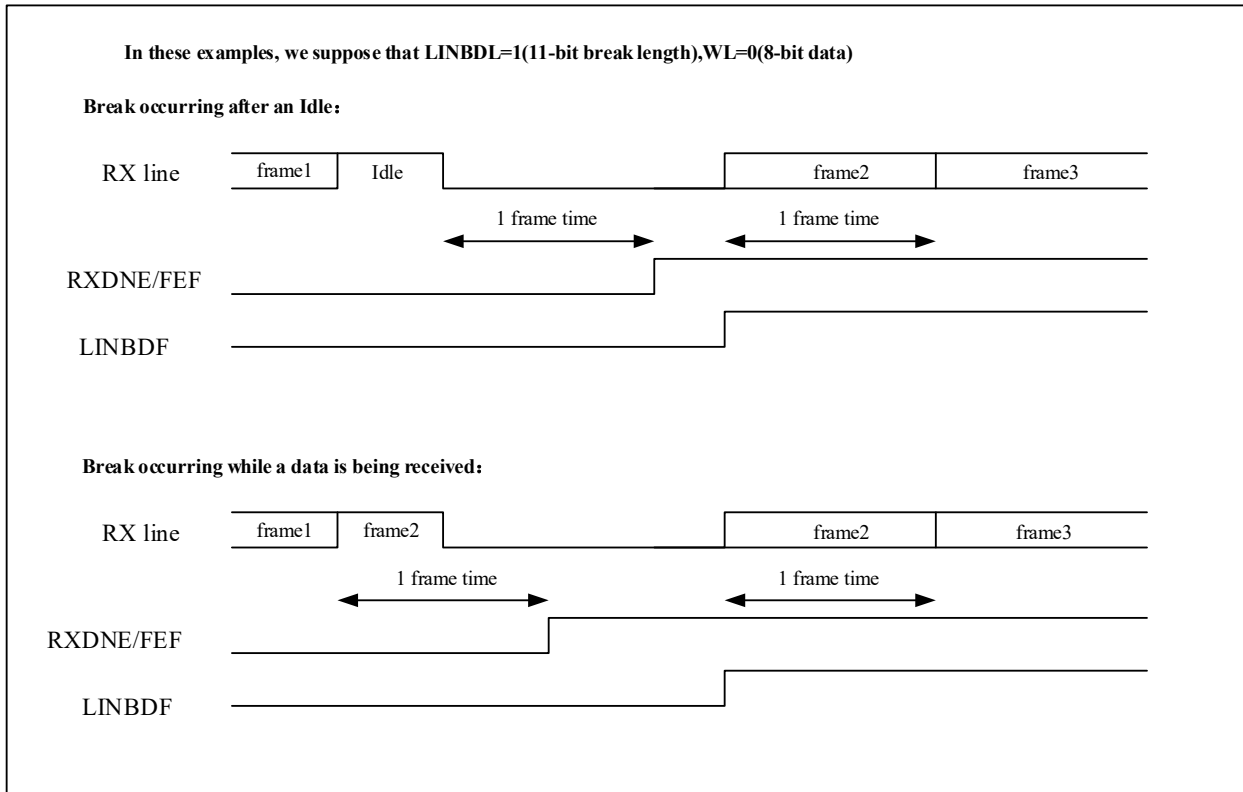 In these examples, we suppose that LINBDL=1(11-bit break length),WL=0(8-bit data)
Break occurring after an Idle：
RX line frame1 Idle frame2 frame3
1 frame time 1 frame time
RXDNE/FEF
LINBDF
Break occurring while a data is being received：
RX line frame1 frame2 frame2 frame3
1 frame time 1 frame time
RXDNE/FEF
LINBDF